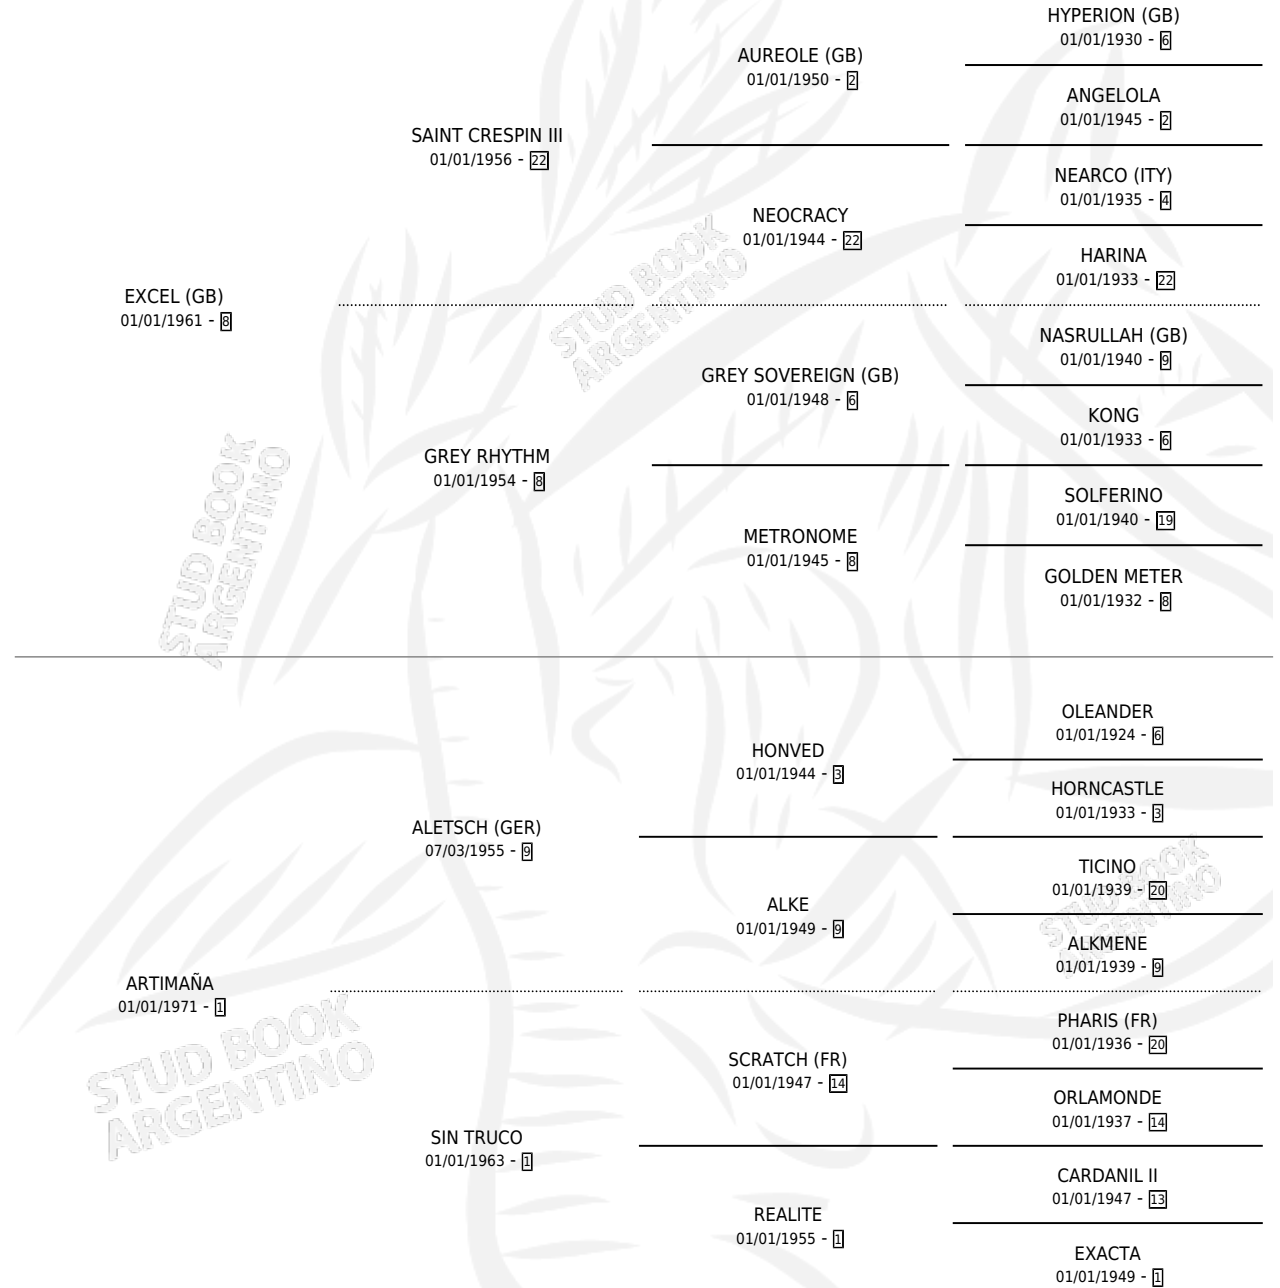 HYPERION (GB)
01/01/1930 - 6
AUREOLE (GB)
01/01/1950 - 2
ANGELOLA
01/01/1945 - 2
SAINT CRESPIN III
01/01/1956 - 22
NEARCO (ITY)
01/01/1935 - 4
NEOCRACY
01/01/1944 - 22
HARINA
01/01/1933 - 22
EXCEL (GB)
01/01/1961 - 8
NASRULLAH (GB)
01/01/1940 - 9
GREY SOVEREIGN (GB)
01/01/1948 - 6
KONG
01/01/1933 - 6
GREY RHYTHM
01/01/1954 - 8
SOLFERINO
01/01/1940 - 19
METRONOME
01/01/1945 - 8
GOLDEN METER
01/01/1932 - 8
OLEANDER
01/01/1924 - 6
HONVED
01/01/1944 - 3
HORNCASTLE
01/01/1933 - 3
ALETSCH (GER)
07/03/1955 - 9
TICINO
01/01/1939 - 20
ALKE
01/01/1949 - 9
ALKMENE
01/01/1939 - 9
ARTIMAÑA
01/01/1971 - 1
PHARIS (FR)
01/01/1936 - 20
SCRATCH (FR)
01/01/1947 - 14
ORLAMONDE
01/01/1937 - 14
SIN TRUCO
01/01/1963 - 1
CARDANIL II
01/01/1947 - 13
REALITE
01/01/1955 - 1
EXACTA
01/01/1949 - 1
STUD BOOK
ARGENTINO
STUD BOOK
ARGENTINO
STUD BOOK
ARGENTINO
STUD BOOK
ARGENTINO